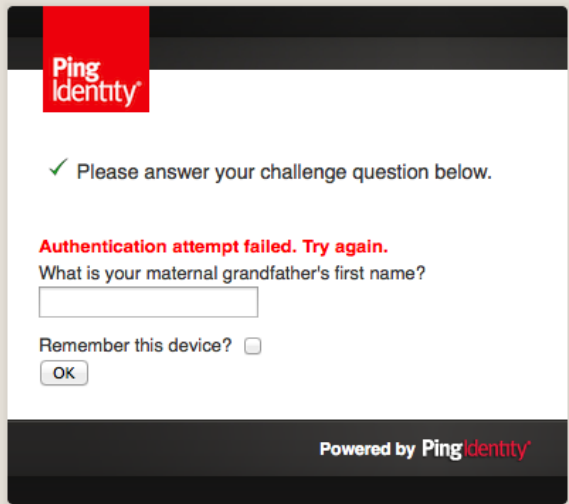 Ping
Identity
Please answer your challenge question below.
Authentication attempt failed. Try again.
What is your maternal grandfather's first name?
Remember this device?
OK
Powered by PingIdentity